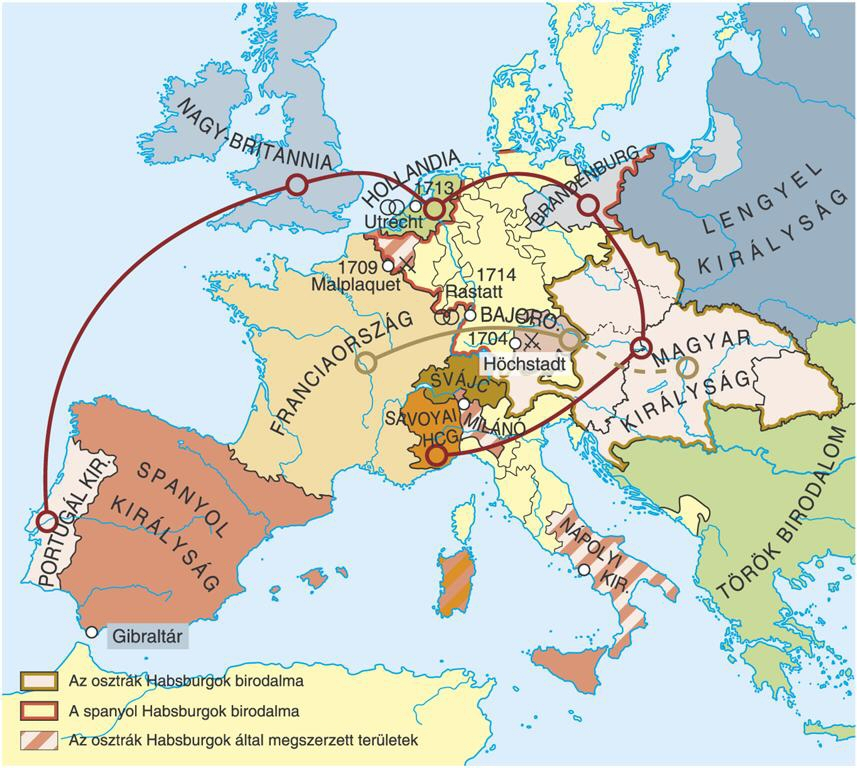 NAGY-BRITANNIA
HOLLANDIA
1713
Utrecht
BRANDENBURG
LENGYEL
KIRÁLYSÁG
1709
Malplaquet
1714
Rastatt
BAJORO.
1704
Höchstadt
FRANCIAORSZÁG
SVÁJC
SAVOYAI
HCG.
MILÁNÓ
MAGYAR
KIRÁLYSÁG
PORTUGÁL KIR.
SPANYOL
KIRÁLYSÁG
NÁPOLYI
KIR.
TÖRÖK BIRODALOM
Gibraltár
Az osztrák Habsburgok birodalma
A spanyol Habsburgok birodalma
Az osztrák Habsburgok által megszerzett területek